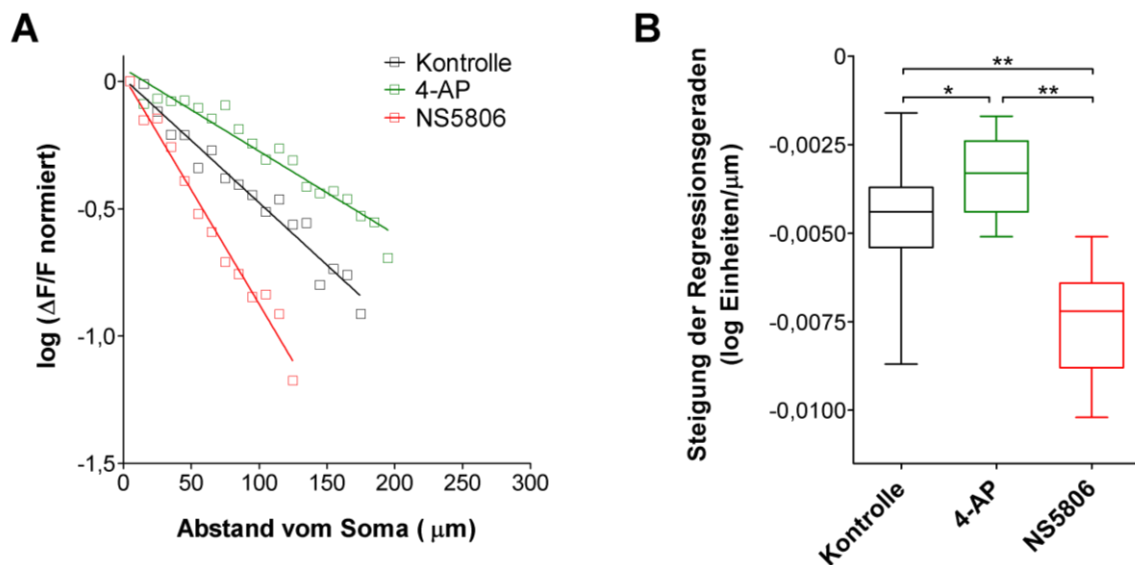 A
log (ΔF/F normiert)
0
-0,5
-1,0
-1,5
0 50 100 150 200 250 300
Abstand vom Soma ( μm)
Kontrolle
4-AP
NS5806
B
Steigung der Regressionsgeraden
(log Einheiten/μm)
0
-0,0025
-0,0050
-0,0075
-0,0100
**
* **
Kontrolle
4-AP
NS5806